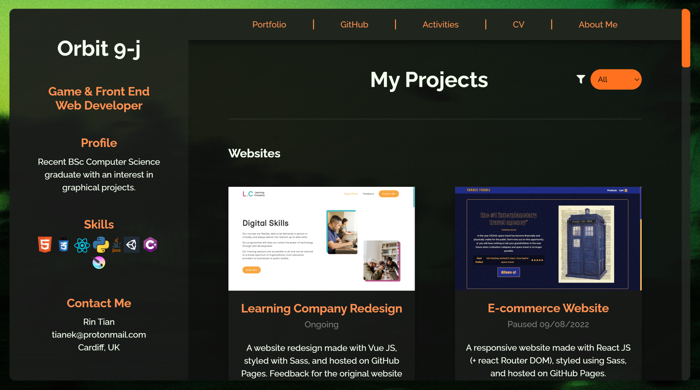 Portfolio
GitHub
Activities
CV
About Me
Orbit 9-j
Game & Front End
Web Developer
Profile
Recent BSc Computer Science
graduate with an interest in
graphical projects.
Skills
Contact Me
Rin Tian
tianek@protonmail.com
Cardiff, UK
My Projects
All
Websites
L.C
Digital Skills
Learning Company Redesign
Ongoing
A website redesign made with Vue JS,
styled with Sass, and hosted on GitHub
Pages. Feedback for the original website
E-commerce Website
Paused 09/08/2022
A responsive website made with React JS
(+ react Router DOM), styled using Sass,
and hosted on GitHub Pages.